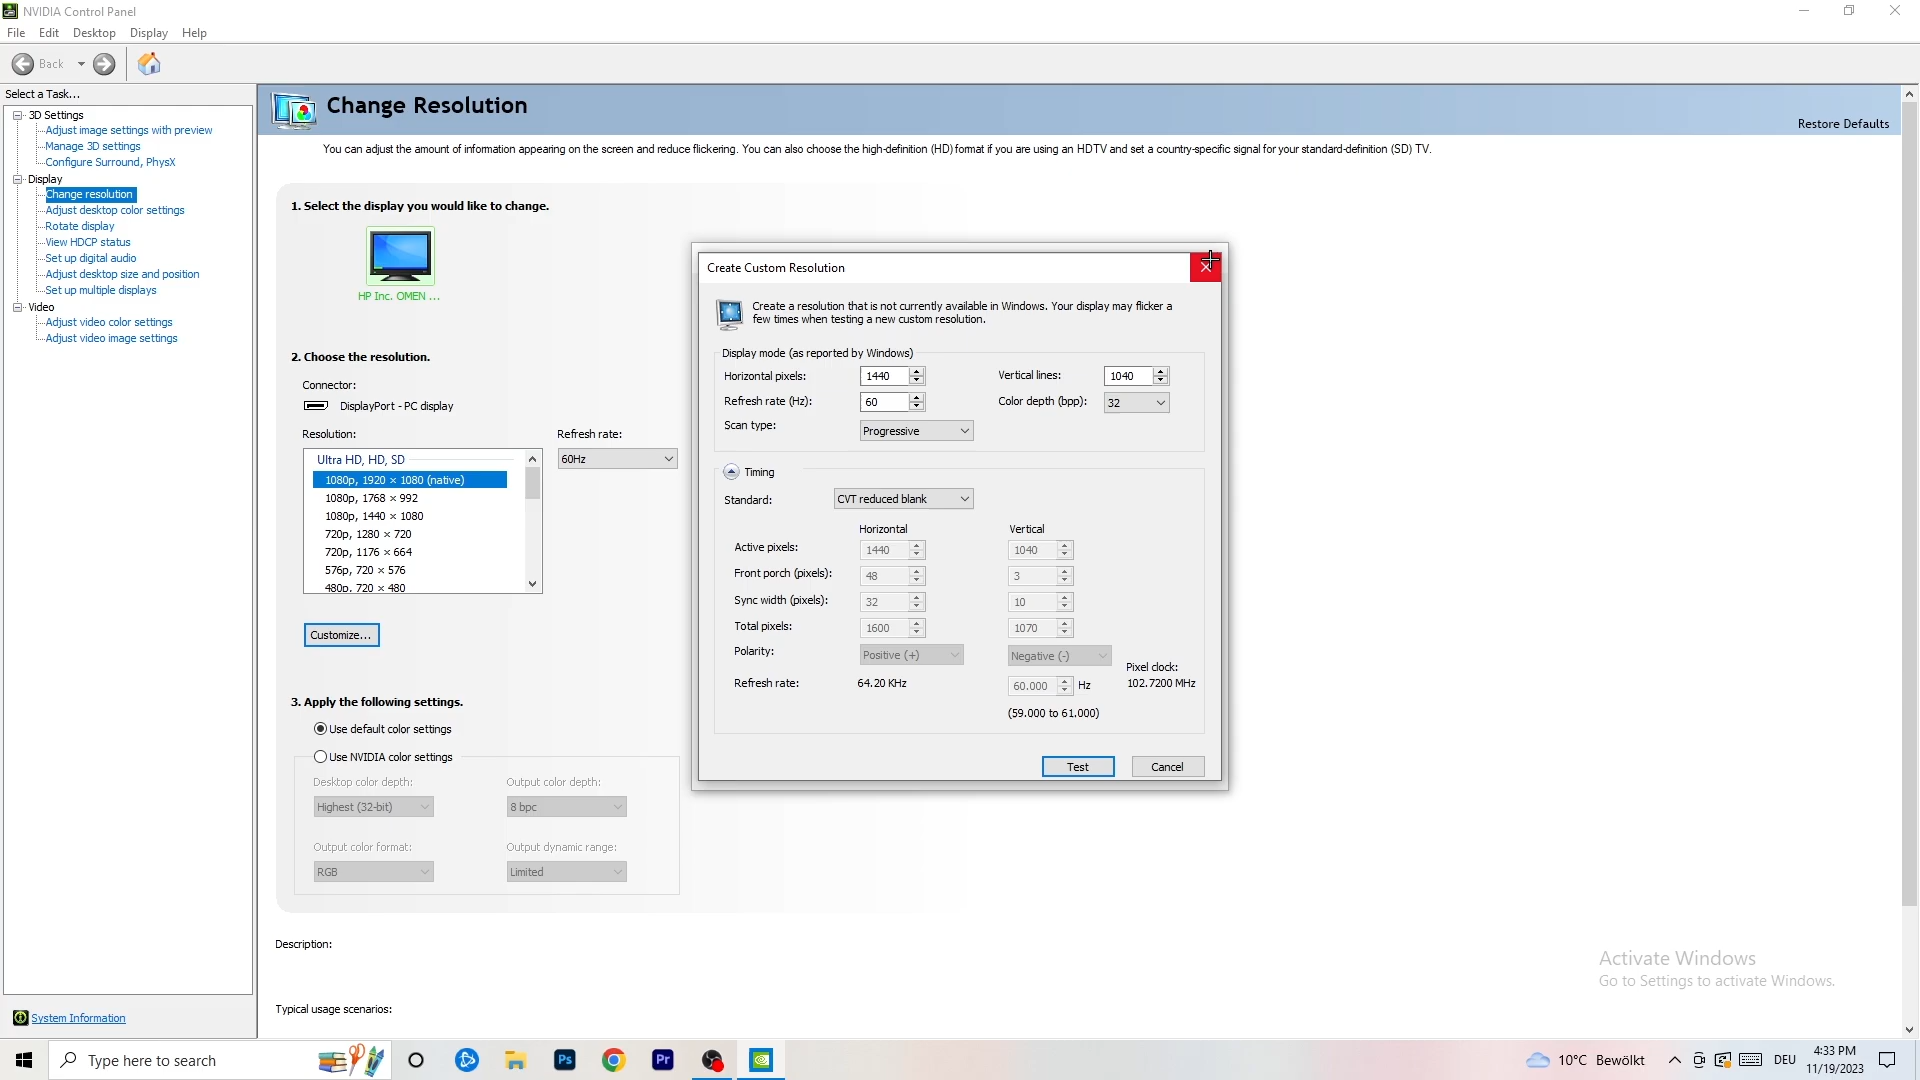 NVIDIA Control Panel
File Edit Desktop Display Help
Back
Select a Task...
3D Settings
Adjust image settings with preview
Manage 3D settings
Configure Surround, PhysX
Display
Change resolution
Adjust desktop color settings
Rotate display
View HDCP status
Set up digital audio
Adjust desktop size and position
Set up multiple displays
Video
Adjust video color settings
Adjust video image settings
System Information
Change Resolution
Restore Defaults
You can adjust the amount of information appearing on the screen and reduce flickering. You can also choose the high-definition (HD) format if you are using an HDTV and set a country-specific signal for your standard-definition (SD) TV.
1. Select the display you would like to change.
HP Inc. OMEN ...
2. Choose the resolution.
Connector:
DisplayPort - PC display
Resolution:
Refresh rate:
Ultra HD, HD, SD
60Hz
1080p, 1920 × 1080 (native)
1080p, 1768 × 992
1080p, 1440 × 1080
720p, 1280 × 720
720p, 1176 × 664
576p, 720 × 576
480p, 720 × 480
Customize...
3. Apply the following settings.
Use default color settings
Use NVIDIA color settings
Desktop color depth:
Output color depth:
Highest (32-bit)
8 bpc
Output color format:
Output dynamic range:
RGB
Limited
Description:
Typical usage scenarios:
Create Custom Resolution
Create a resolution that is not currently available in Windows. Your display may flicker a
few times when testing a new custom resolution.
Display mode (as reported by Windows)
Horizontal pixels: 1440 Vertical lines: 1040
Refresh rate (Hz): 60 Color depth (bpp): 32
Scan type: Progressive
Timing
Standard: CVT reduced blank
Horizontal Vertical
Active pixels: 1440 1040
Front porch (pixels): 48 3
Sync width (pixels): 32 10
Total pixels: 1600 1070
Polarity: Positive (+) Negative (-)
Pixel clock:
Refresh rate: 64.20 KHz 60.000 Hz 102.7200 MHz
(59.000 to 61.000)
Test Cancel
Activate Windows
Go to Settings to activate Windows.
Type here to search
Ps
Pr
10°C Bewölkt
DEU
4:33 PM
11/19/2023